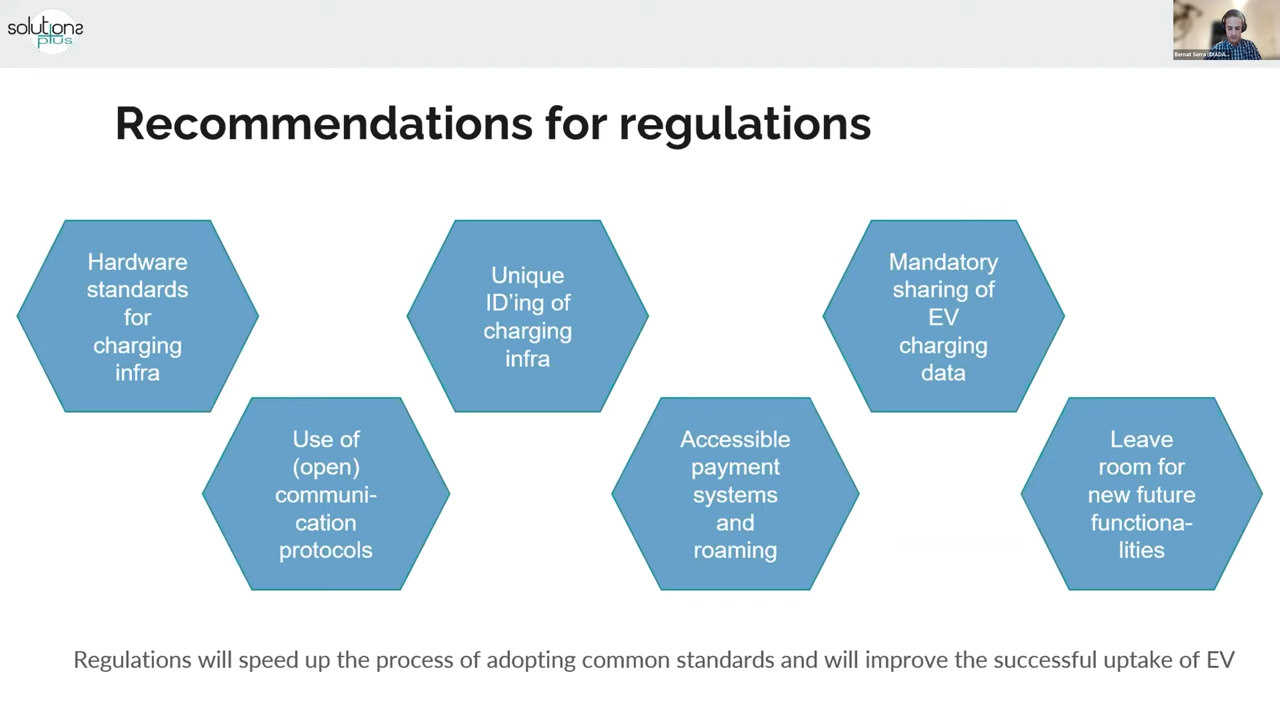 solutions
plus
Bernat Serra
Recommendations for regulations
Hardware
standards
for
charging
infra
Unique
ID’ing of
charging
infra
Mandatory
sharing of
EV
charging
data
Use of
(open)
communi-
cation
protocols
Accessible
payment
systems
and
roaming
Leave
room for
new future
functiona-
lities
Regulations will speed up the process of adopting common standards and will improve the successful uptake of EV